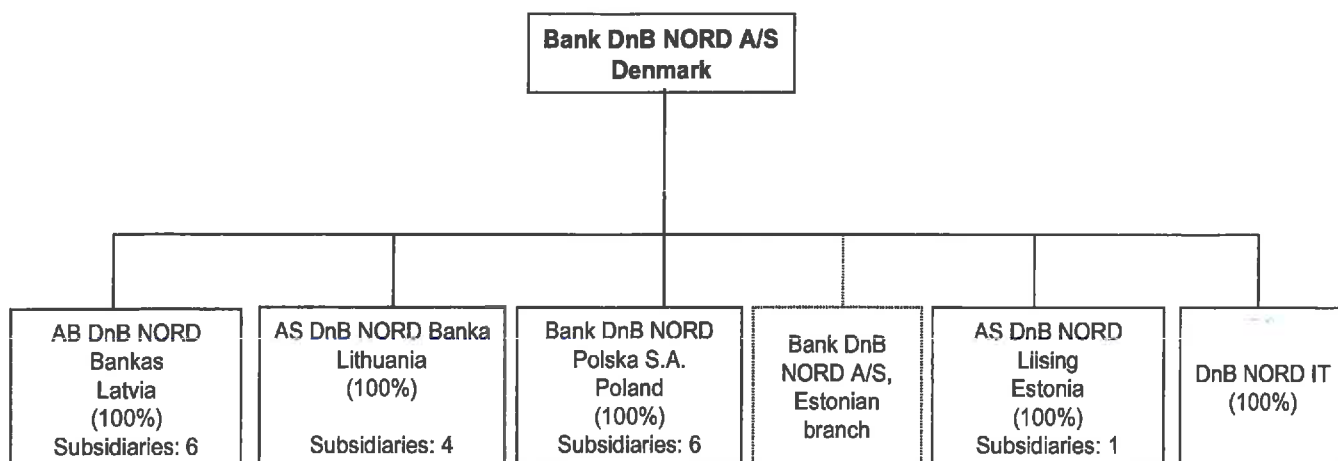 Bank DnB NORD A/S
Denmark
AB DnB NORD
Bankas
Latvia
(100%)
Subsidiaries: 6
AS DnB NORD Banka
Lithuania
(100%)
Subsidiaries: 4
Bank DnB NORD
Polska S.A.
Poland
(100%)
Subsidiaries: 6
Bank DnB
NORD A/S,
Estonian
branch
AS DnB NORD
Liising
Estonia
(100%)
Subsidiaries: 1
DnB NORD IT
(100%)